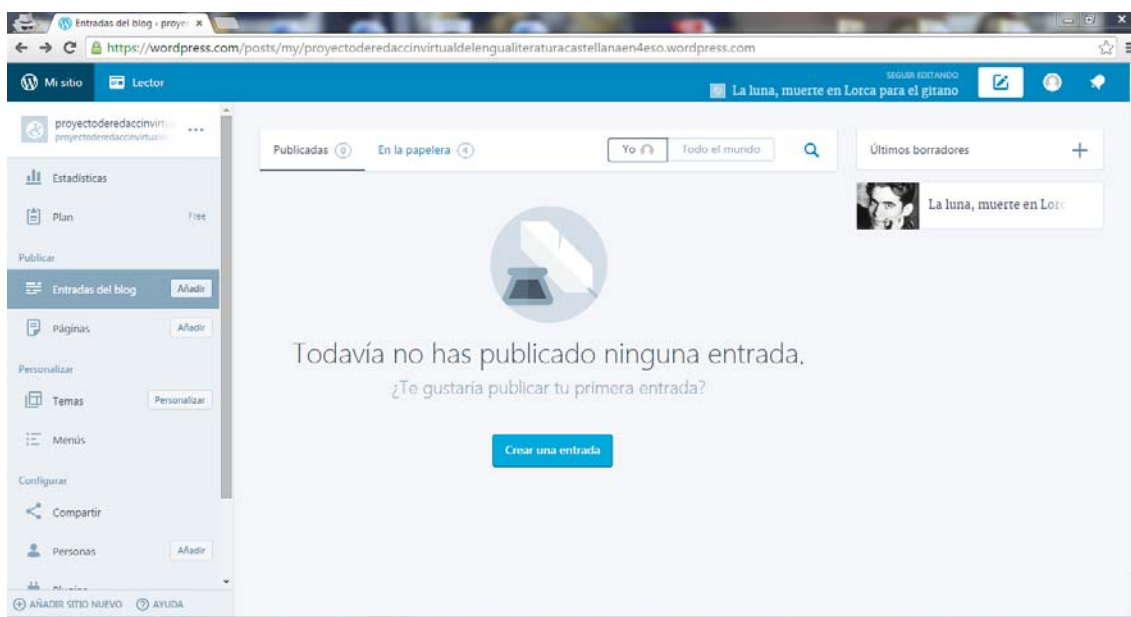 Entradas del blog ‹ proye
https://wordpress.com/posts/my/proyectoderedaccinvirtualdelengualiteraturacastellanaen4eso.wordpress.com
Mi sitio
Lector
SEGUIR EDITANDO
La luna, muerte en Lorca para el gitano
proyectoderedaccinvirtu
proyectoderedaccinvirtual
Estadísticas
Plan
Free
Publicar
Entradas del blog
Añadir
Páginas
Añadir
Personalizar
Temas
Personalizar
Menús
Configurar
Compartir
Personas
Añadir
Plugins
AÑADIR SITIO NUEVO
AYUDA
Publicadas 0
En la papelera 4
Yo
Todo el mundo
Todavía no has publicado ninguna entrada.
¿Te gustaría publicar tu primera entrada?
Crear una entrada
Últimos borradores
La luna, muerte en Lorc